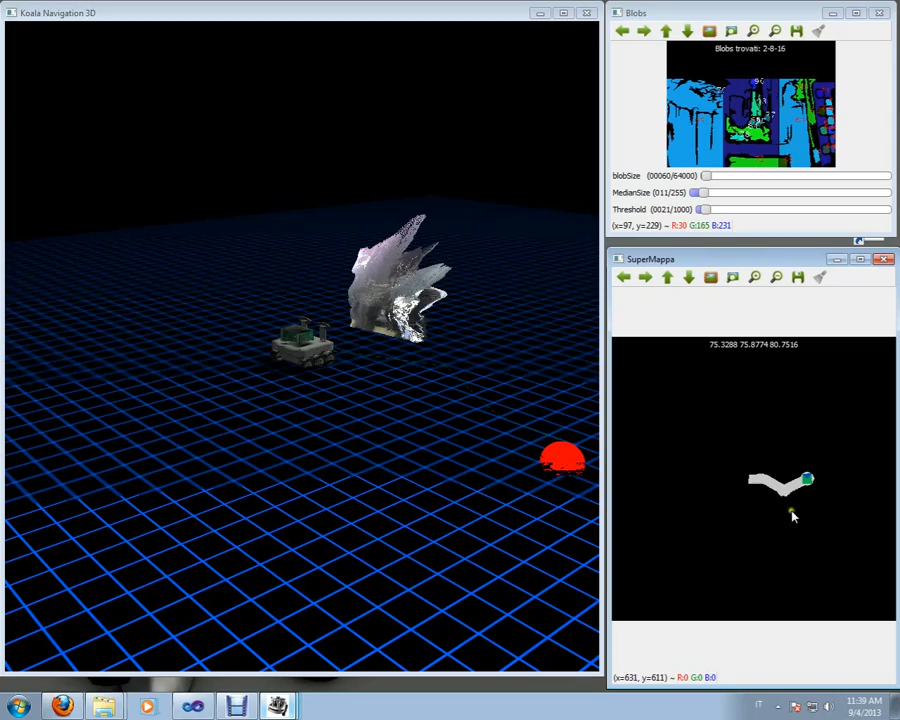 Koala Navigation 3D
Blobs
Blobs trovati: 2-8-16
blobSize (00060/64000)
MedianSize (011/255)
Threshold (0021/1000)
(x=97, y=229) ~ R:30 G:165 B:231
SuperMappa
75.3288 75.8774 80.7516
(x=631, y=611) ~ R:0 G:0 B:0
IT
11:39 AM
9/4/2013